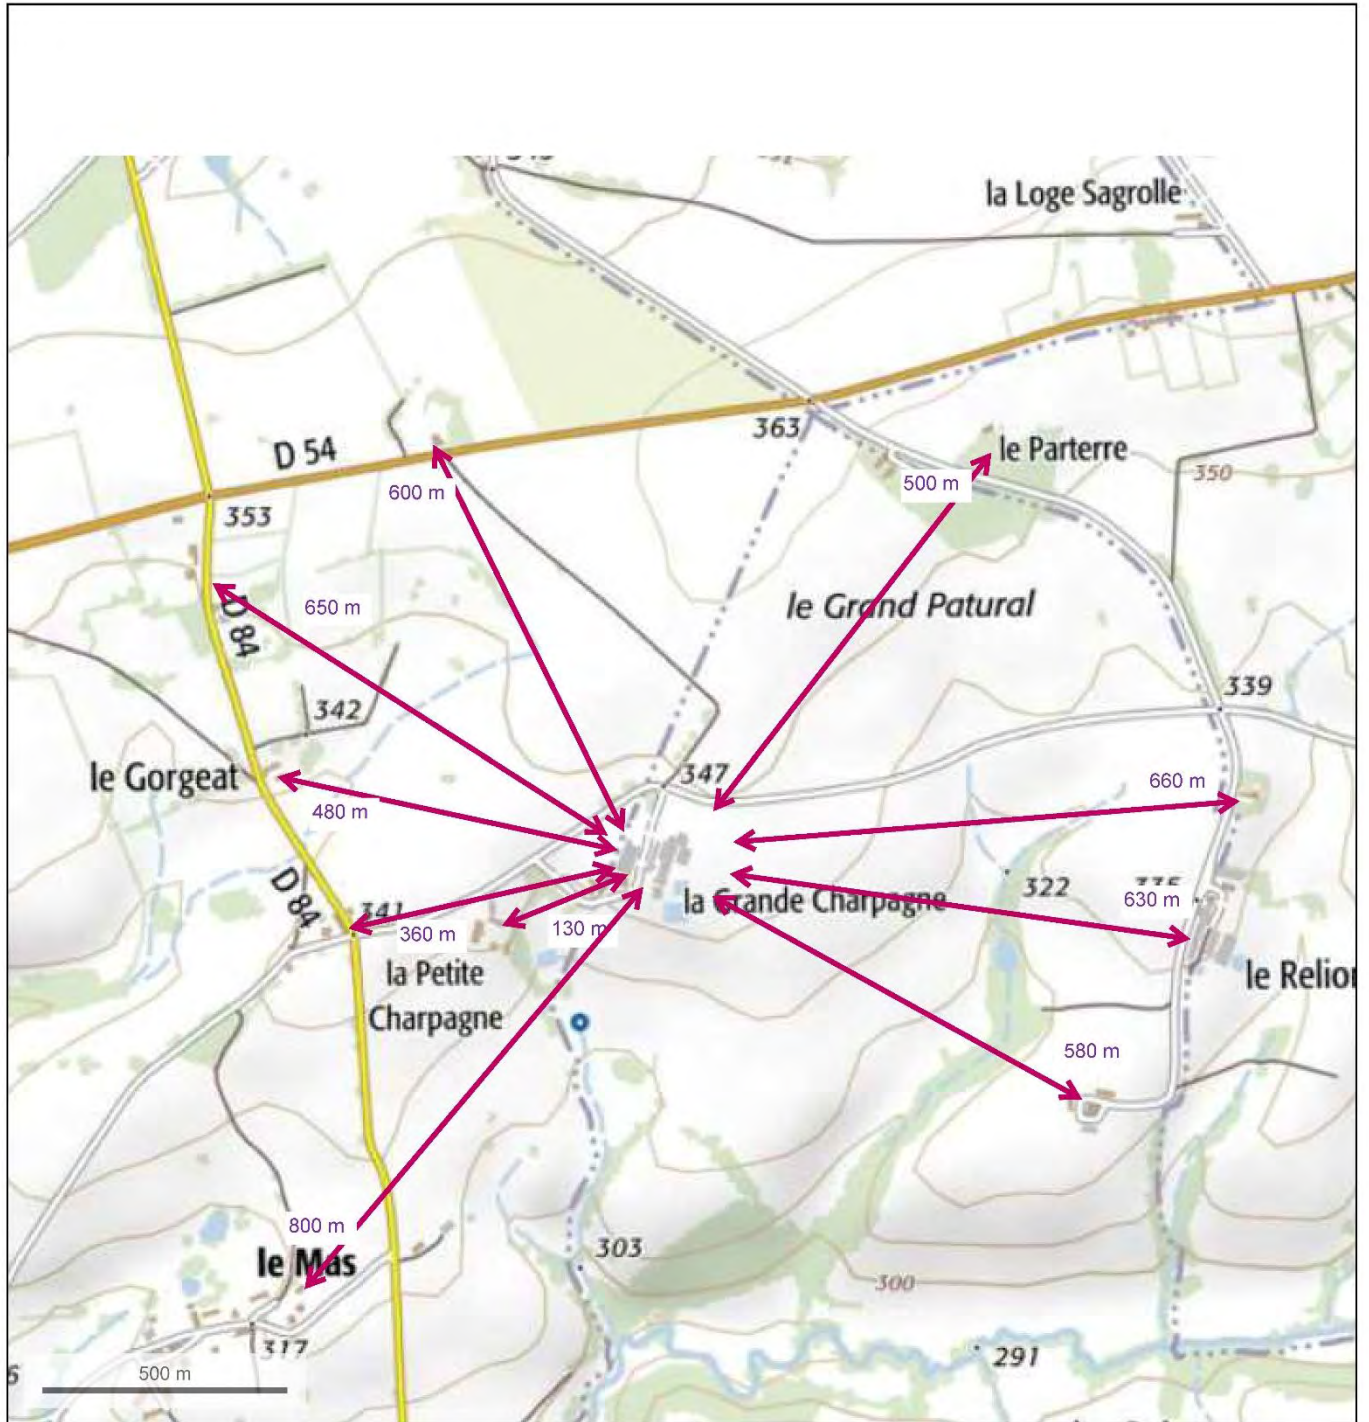 la Loge Sagrolle
363
D 54
le Parterre
350
600 m
500 m
353
650 m
le Grand Patural
D 84
339
342
347
le Gorgeat
660 m
480 m
322
D 84
341
la Grande Charpagne
630 m
360 m
130 m
la Petite
Charpagne
le Relion
580 m
800 m
303
le Mas
300
317
291
500 m